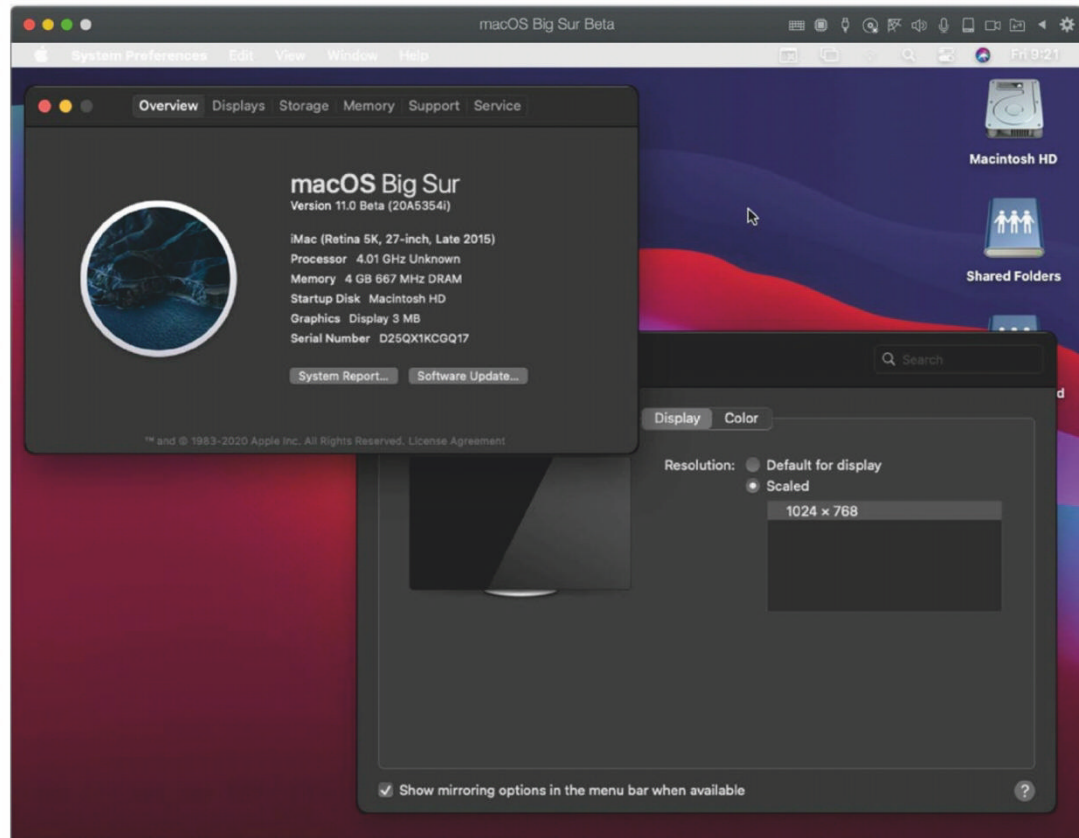 macOS Big Sur Beta
System Preferences Edit View Window Help
Fri 9:21
Overview Displays Storage Memory Support Service
macOS Big Sur
Version 11.0 Beta (20A5354i)
iMac (Retina 5K, 27-inch, Late 2015)
Processor 4.01 GHz Unknown
Memory 4 GB 667 MHz DRAM
Startup Disk Macintosh HD
Graphics Display 3 MB
Serial Number D25QX1KCGQ17
System Report... Software Update...
™ and © 1983-2020 Apple Inc. All Rights Reserved. License Agreement
Macintosh HD
Shared Folders
d
Search
Display Color
Resolution: Default for display
Scaled
1024 × 768
Show mirroring options in the menu bar when available
?